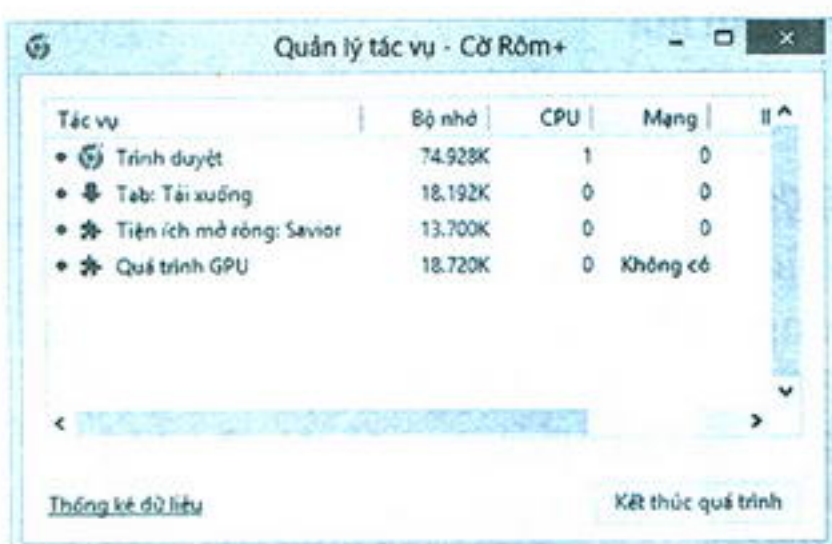 Quản lý tác vụ - Cờ Rôm+
Tác vụ Bộ nhớ CPU Mạng
Trình duyệt 74.928K 1 0
Tab: Tải xuống 18.192K 0 0
Tiện ích mở rộng: Savior 13.700K 0 0
Quá trình GPU 18.720K 0 Không có
Thống kê dữ liệu Kết thúc quá trình